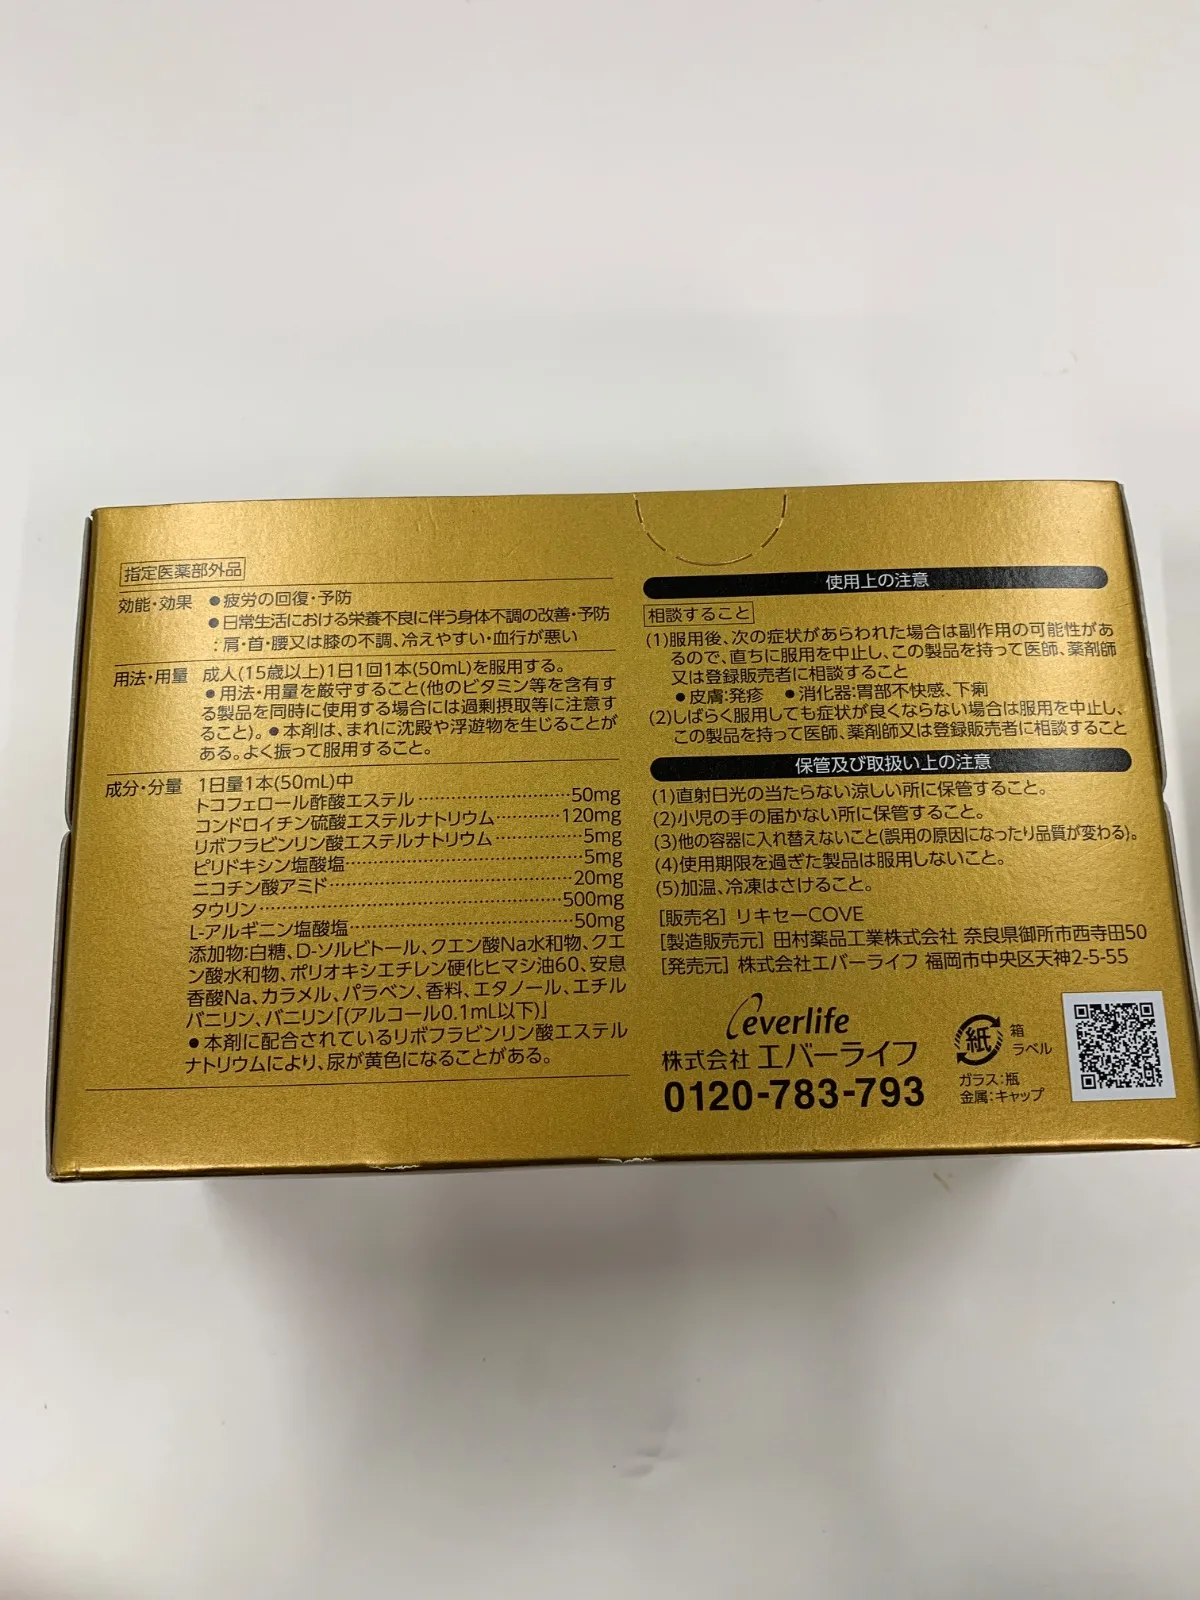 指定医薬部外品
効能・効果 ●疲労の回復・予防
●日常生活における栄養不良に伴う身体不調の改善・予防
:肩・首・腰又は膝の不調、冷えやすい・血行が悪い
用法・用量 成人(15歳以上)1日1回1本(50mL)を服用する。
●用法・用量を厳守すること(他のビタミン等を含有す
る製品を同時に使用する場合には過剰摂取等に注意す
ること)。●本剤は、まれに沈殿や浮遊物を生じることが
ある。よく振って服用すること。
成分・分量 1日量1本(50mL)中
トコフェロール酢酸エステル…………………50mg
コンドロイチン硫酸エステルナトリウム…………120mg
リボフラビンリン酸エステルナトリウム…………5mg
ピリドキシン塩酸塩…………………………5mg
ニコチン酸アミド……………………………20mg
タウリン……………………………………500mg
L-アルギニン塩酸塩…………………………50mg
添加物:白糖、D-ソルビトール、クエン酸Na水和物、クエ
ン酸水和物、ポリオキシエチレン硬化ヒマシ油60、安息
香酸Na、カラメル、パラベン、香料、エタノール、エチル
バニリン、バニリン「(アルコール0.1mL以下)」
●本剤に配合されているリボフラビンリン酸エステル
ナトリウムにより、尿が黄色になることがある。
使用上の注意
相談すること
(1)服用後、次の症状があらわれた場合は副作用の可能性があ
るので、直ちに服用を中止し、この製品を持って医師、薬剤師
又は登録販売者に相談すること
●皮膚:発疹 ●消化器:胃部不快感、下痢
(2)しばらく服用しても症状が良くならない場合は服用を中止し、
この製品を持って医師、薬剤師又は登録販売者に相談すること
保管及び取扱い上の注意
(1)直射日光の当たらない涼しい所に保管すること。
(2)小児の手の届かない所に保管すること。
(3)他の容器に入れ替えないこと(誤用の原因になったり品質が変わる)。
(4)使用期限を過ぎた製品は服用しないこと。
(5)加温、冷凍はさけること。
[販売名] リキセーCOVE
[製造販売元] 田村薬品工業株式会社 奈良県御所市西寺田50
[発売元] 株式会社エバーライフ 福岡市中央区天神2-5-55
everlife
株式会社 エバーライフ
0120-783-793
紙 箱
ラベル
ガラス:瓶
金属:キャップ